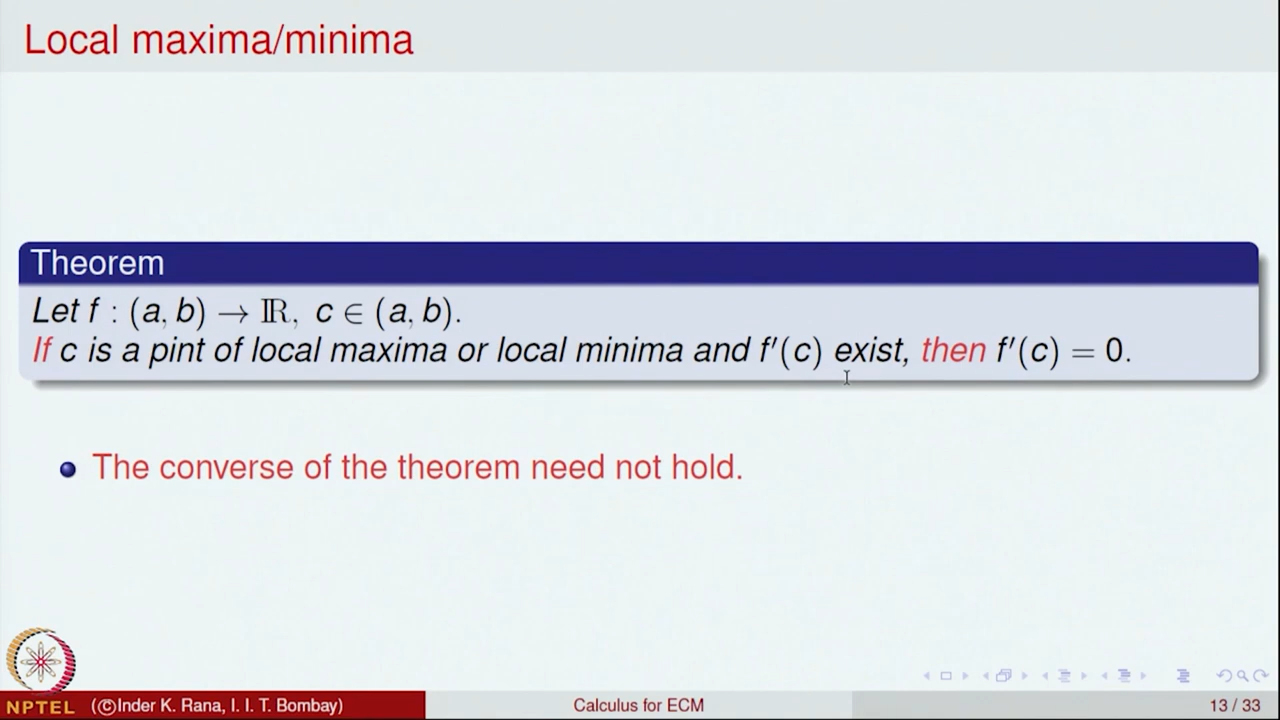 Local maxima/minima
Theorem
Let f : (a, b) → ℝ, c ∈ (a, b).
If c is a pint of local maxima or local minima and f′(c) exist, then f′(c) = 0.
The converse of the theorem need not hold.
NPTEL (©Inder K. Rana, I. I. T. Bombay) Calculus for ECM 13 / 33